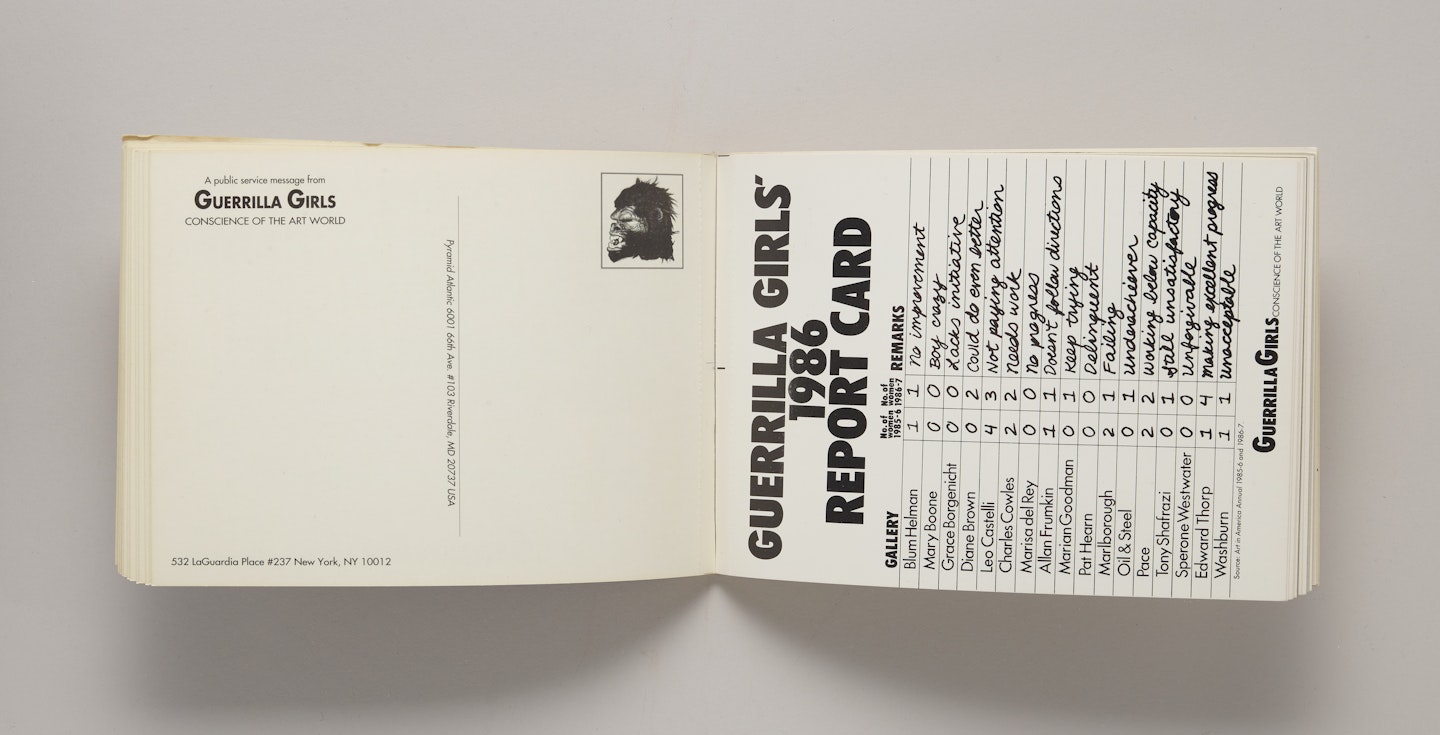 A public service message from
GUERRILLA GIRLS
CONSCIENCE OF THE ART WORLD
Pyramid Atlantic 6001 66th Ave. #103 Riverdale, MD 20737 USA
532 LaGuardia Place #237 New York, NY 10012
GUERRILLA GIRLS'
1986
REPORT CARD
GALLERY No. of women 1985-6 No. of women 1986-7 REMARKS
Blum Helman 1 1 no improvement
Mary Boone 0 0 Boy crazy
Grace Borgenicht 0 0 Lacks initiative
Diane Brown 0 2 Could do even better
Leo Castelli 4 3 Not paying attention
Charles Cowles 2 2 Needs work
Marisa del Rey 0 0 No progress
Allan Frumkin 1 1 Doesn't follow directions
Marian Goodman 0 1 Keep trying
Pat Hearn 0 0 Delinquent
Marlborough 2 1 Failing
Oil & Steel 0 1 Underachiever
Pace 2 2 Working below capacity
Tony Shafrazi 0 1 Still unsatisfactory
Sperone Westwater 0 0 Unforgivable
Edward Thorp 1 4 making excellent progress
Washburn 1 1 unacceptable
Source: Art in America Annual 1985-6 and 1986-7.
GUERRILLA GIRLS CONSCIENCE OF THE ART WORLD